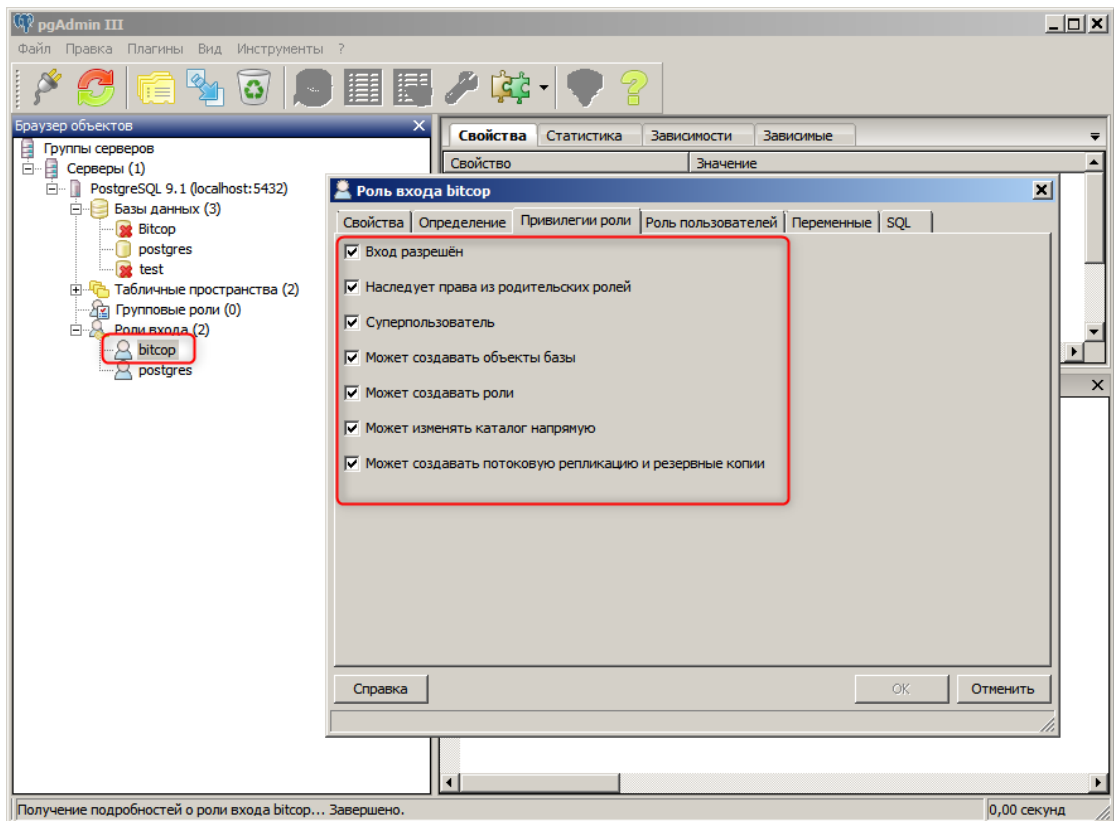 pgAdmin III
Файл Правка Плагины Вид Инструменты ?
Браузер объектов
Группы серверов
Серверы (1)
PostgreSQL 9.1 (localhost:5432)
Базы данных (3)
Bitcop
postgres
test
Табличные пространства (2)
Групповые роли (0)
Роли входа (2)
bitcop
postgres
Свойства Статистика Зависимости Зависимые
Свойство Значение
Роль входа bitcop
Свойства Определение Привилегии роли Роль пользователей Переменные SQL
Вход разрешён
Наследует права из родительских ролей
Суперпользователь
Может создавать объекты базы
Может создавать роли
Может изменять каталог напрямую
Может создавать потоковую репликацию и резервные копии
Справка OK Отменить
Получение подробностей о роли входа bitcop... Завершено. 0,00 секунд